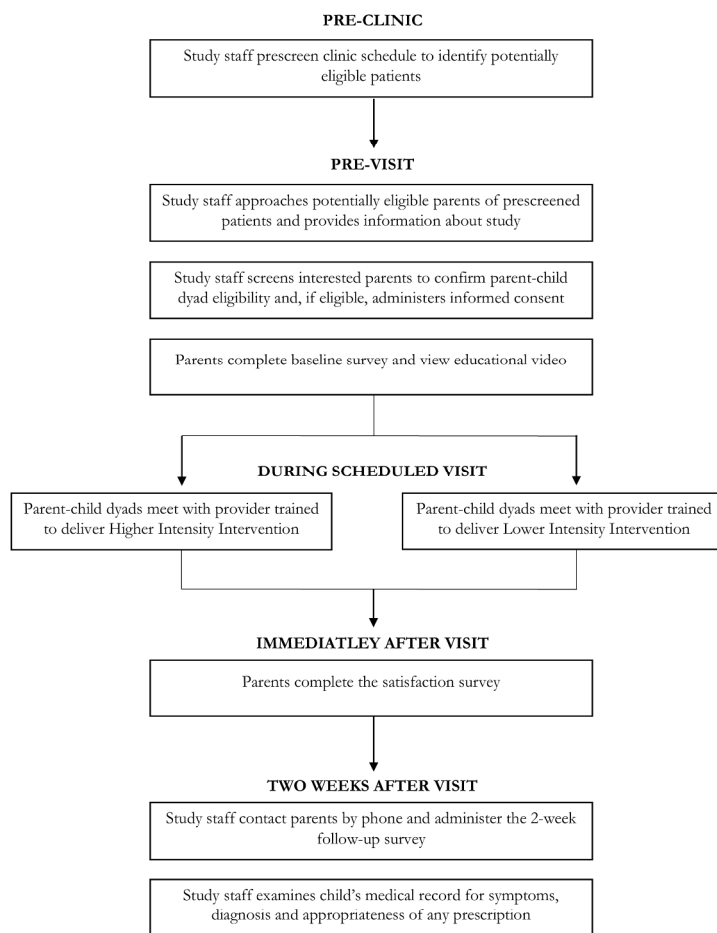 PRE-CLINIC
Study staff prescreen clinic schedule to identify potentially
eligible patients
PRE-VISIT
Study staff approaches potentially eligible parents of prescreened
patients and provides information about study
Study staff screens interested parents to confirm parent-child
dyad eligibility and, if eligible, administers informed consent
Parents complete baseline survey and view educational video
DURING SCHEDULED VISIT
Parent-child dyads meet with provider trained
to deliver Higher Intensity Intervention
Parent-child dyads meet with provider trained
to deliver Lower Intensity Intervention
IMMEDIATLEY AFTER VISIT
Parents complete the satisfaction survey
TWO WEEKS AFTER VISIT
Study staff contact parents by phone and administer the 2-week
follow-up survey
Study staff examines child's medical record for symptoms,
diagnosis and appropriateness of any prescription